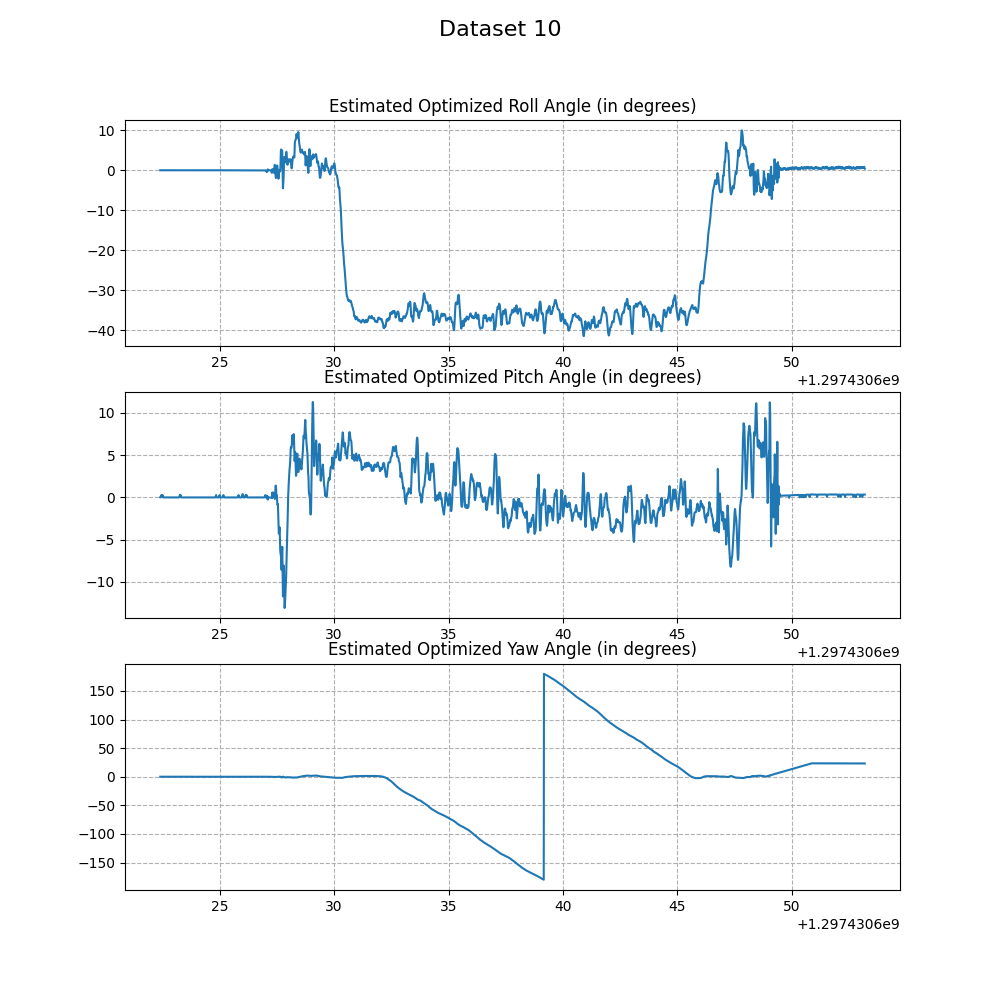 Dataset 10
Estimated Optimized Roll Angle (in degrees)
10
0
−10
−20
−30
−40
25 30 35 40 45 50
+1.2974306e9
Estimated Optimized Pitch Angle (in degrees)
10
5
0
−5
−10
25 30 35 40 45 50
+1.2974306e9
Estimated Optimized Yaw Angle (in degrees)
150
100
50
0
−50
−100
−150
25 30 35 40 45 50
+1.2974306e9